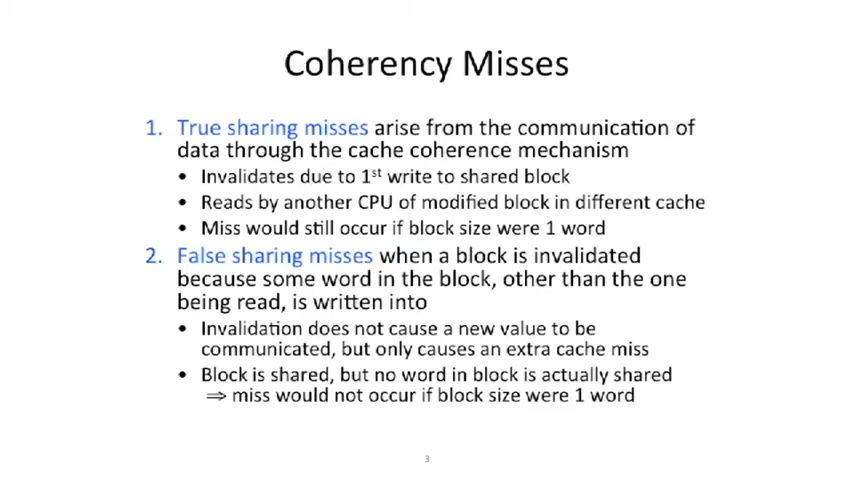 Coherency Misses
1. True sharing misses arise from the communication of
data through the cache coherence mechanism
• Invalidates due to 1st write to shared block
• Reads by another CPU of modified block in different cache
• Miss would still occur if block size were 1 word
2. False sharing misses when a block is invalidated
because some word in the block, other than the one
being read, is written into
• Invalidation does not cause a new value to be
communicated, but only causes an extra cache miss
• Block is shared, but no word in block is actually shared
⇒ miss would not occur if block size were 1 word
3